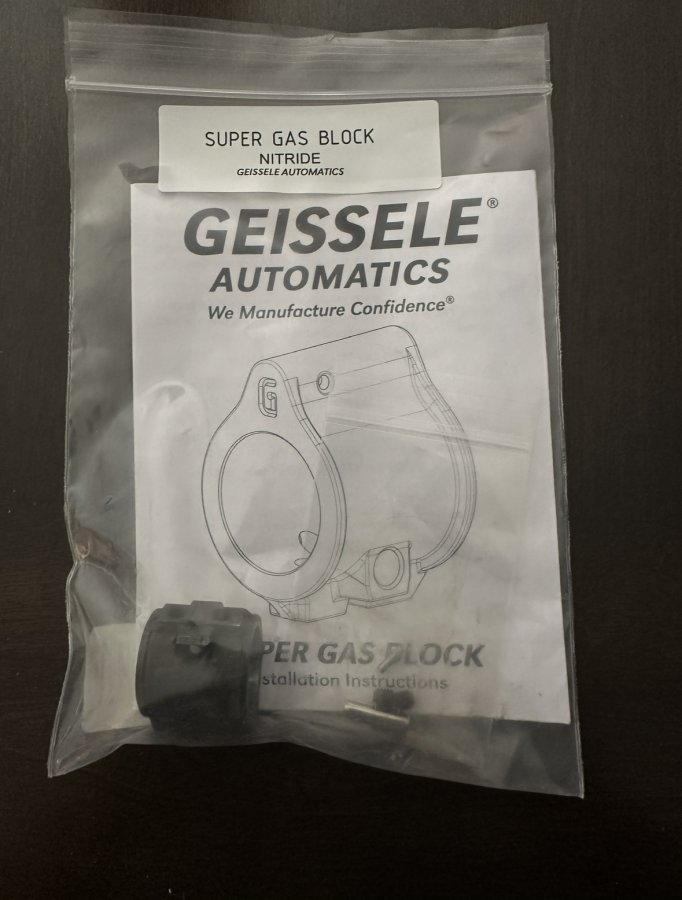 SUPER GAS BLOCK
NITRIDE
GEISSELE AUTOMATICS
GEISSELE®
AUTOMATICS
We Manufacture Confidence®
G
PER GAS BLOCK
stallation Instructions